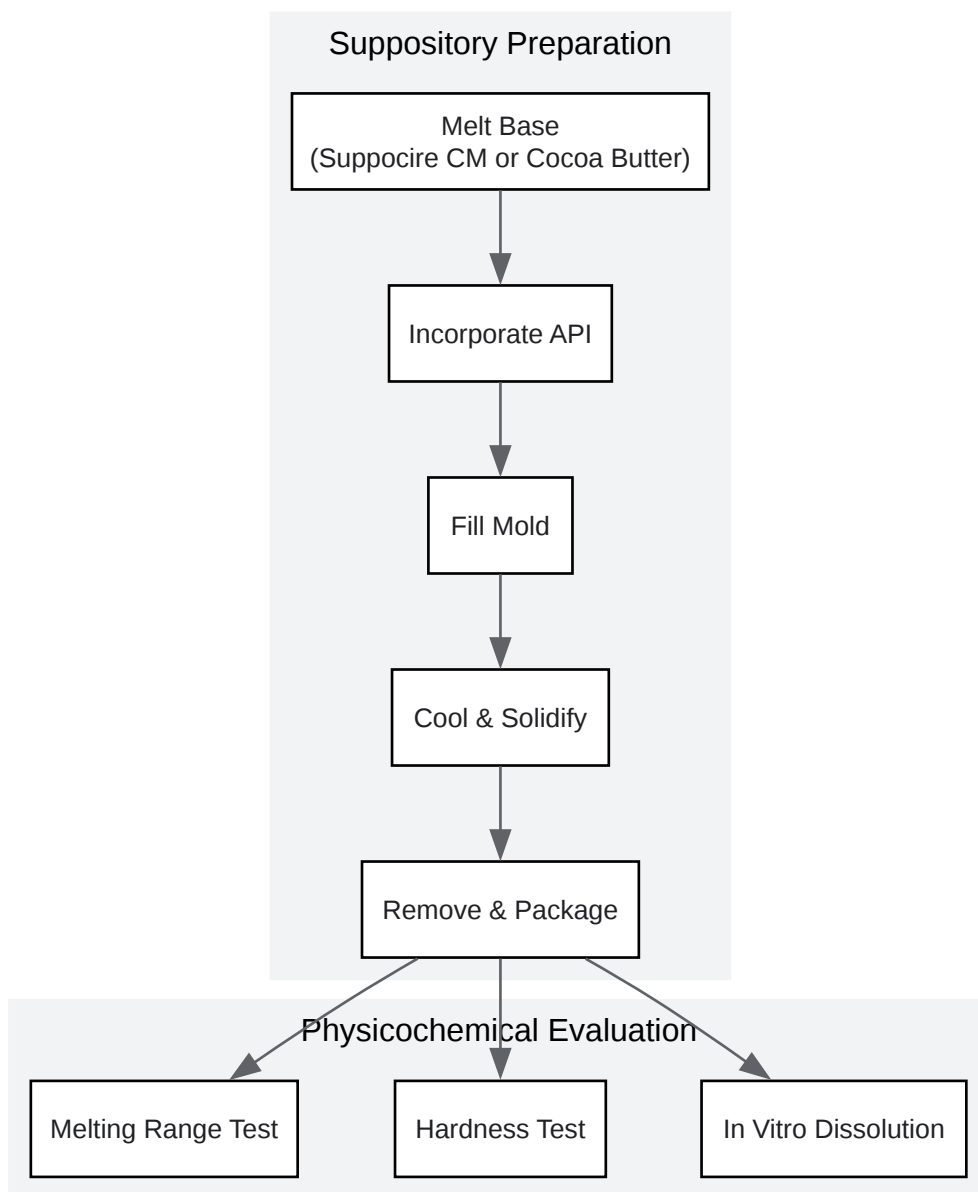 Suppository Preparation
Melt Base
(Suppocire CM or Cocoa Butter)
Incorporate API
Fill Mold
Cool & Solidify
Remove & Package
Physicochemical Evaluation
Melting Range Test
Hardness Test
In Vitro Dissolution